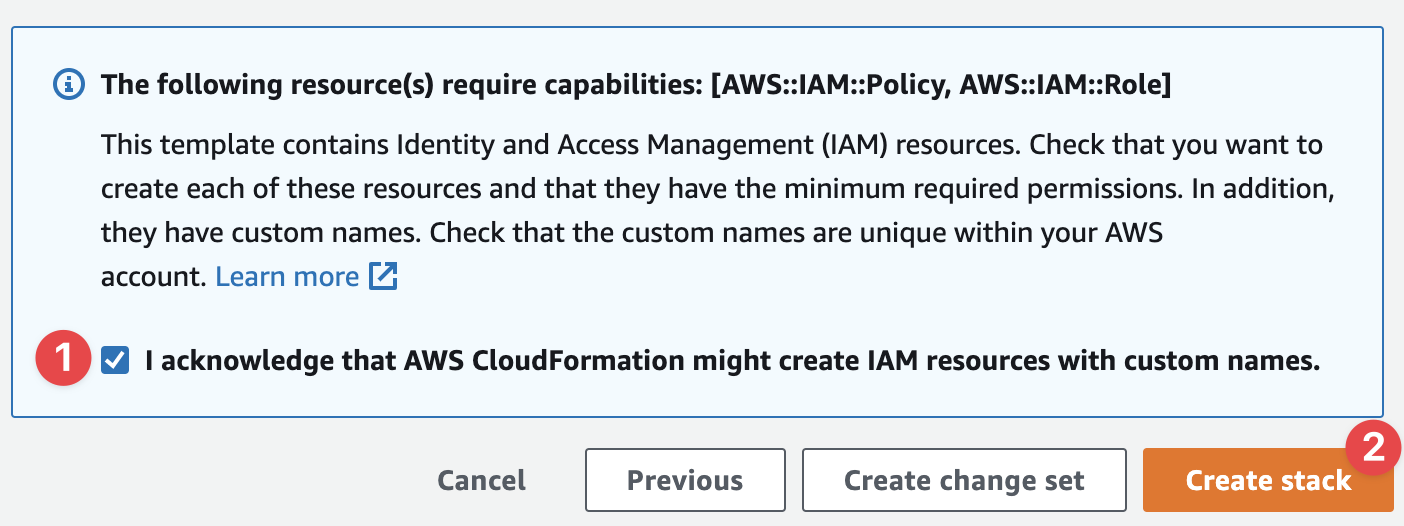 The following resource(s) require capabilities: [AWS::IAM::Policy, AWS::IAM::Role]
This template contains Identity and Access Management (IAM) resources. Check that you want to
create each of these resources and that they have the minimum required permissions. In addition,
they have custom names. Check that the custom names are unique within your AWS
account. Learn more
1 I acknowledge that AWS CloudFormation might create IAM resources with custom names.
2
Cancel Previous Create change set Create stack